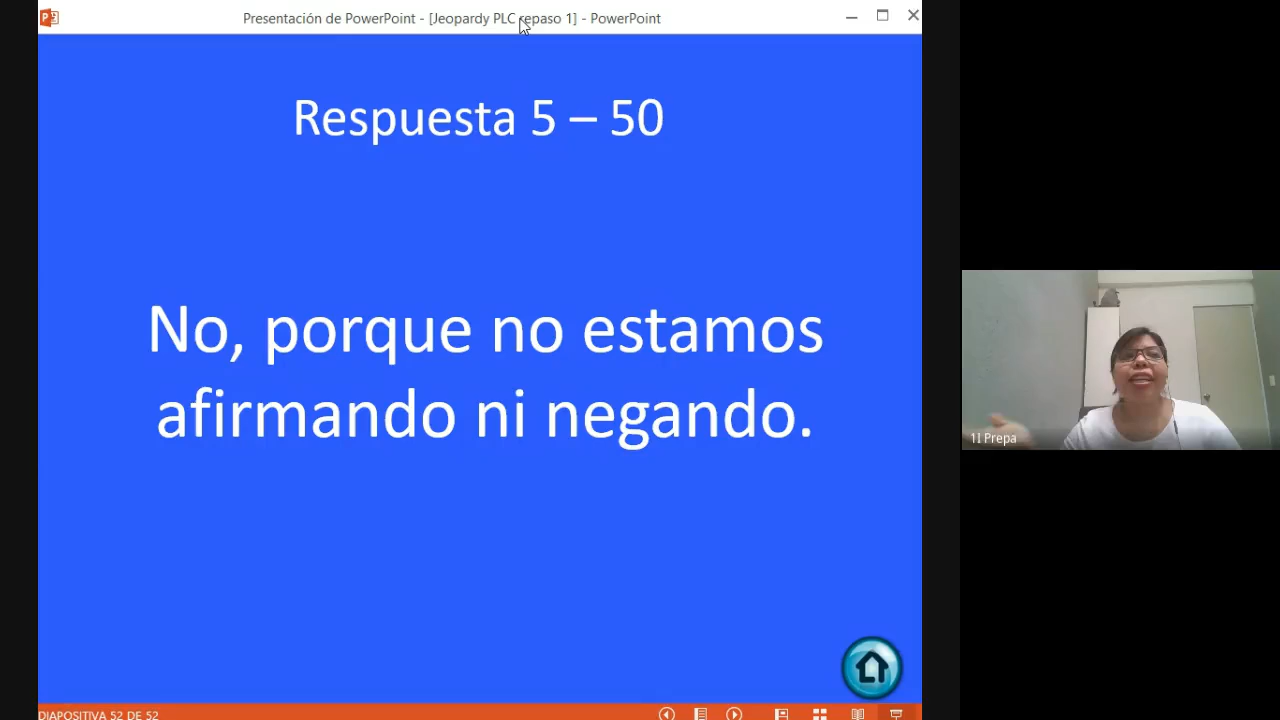 Presentación de PowerPoint - [Jeopardy PLC repaso 1] - PowerPoint
Respuesta 5 – 50
No, porque no estamos
afirmando ni negando.
1I Prepa
DIAPOSITIVA 52 DE 52